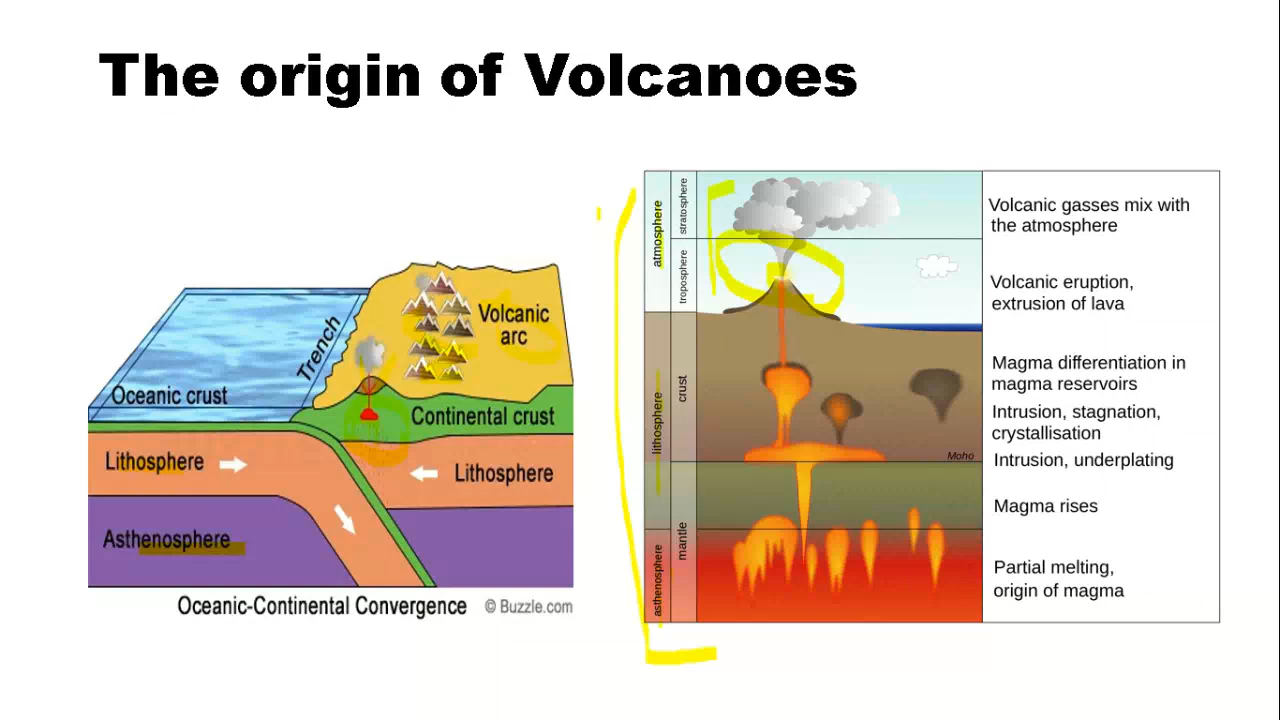 The origin of Volcanoes
Volcanic
arc
Trench
Oceanic crust
Continental crust
Lithosphere
Lithosphere
Asthenosphere
Oceanic-Continental Convergence © Buzzle.com
atmosphere
stratosphere
troposphere
lithosphere
crust
Moho
mantle
asthenosphere
Volcanic gasses mix with
the atmosphere
Volcanic eruption,
extrusion of lava
Magma differentiation in
magma reservoirs
Intrusion, stagnation,
crystallisation
Intrusion, underplating
Magma rises
Partial melting,
origin of magma